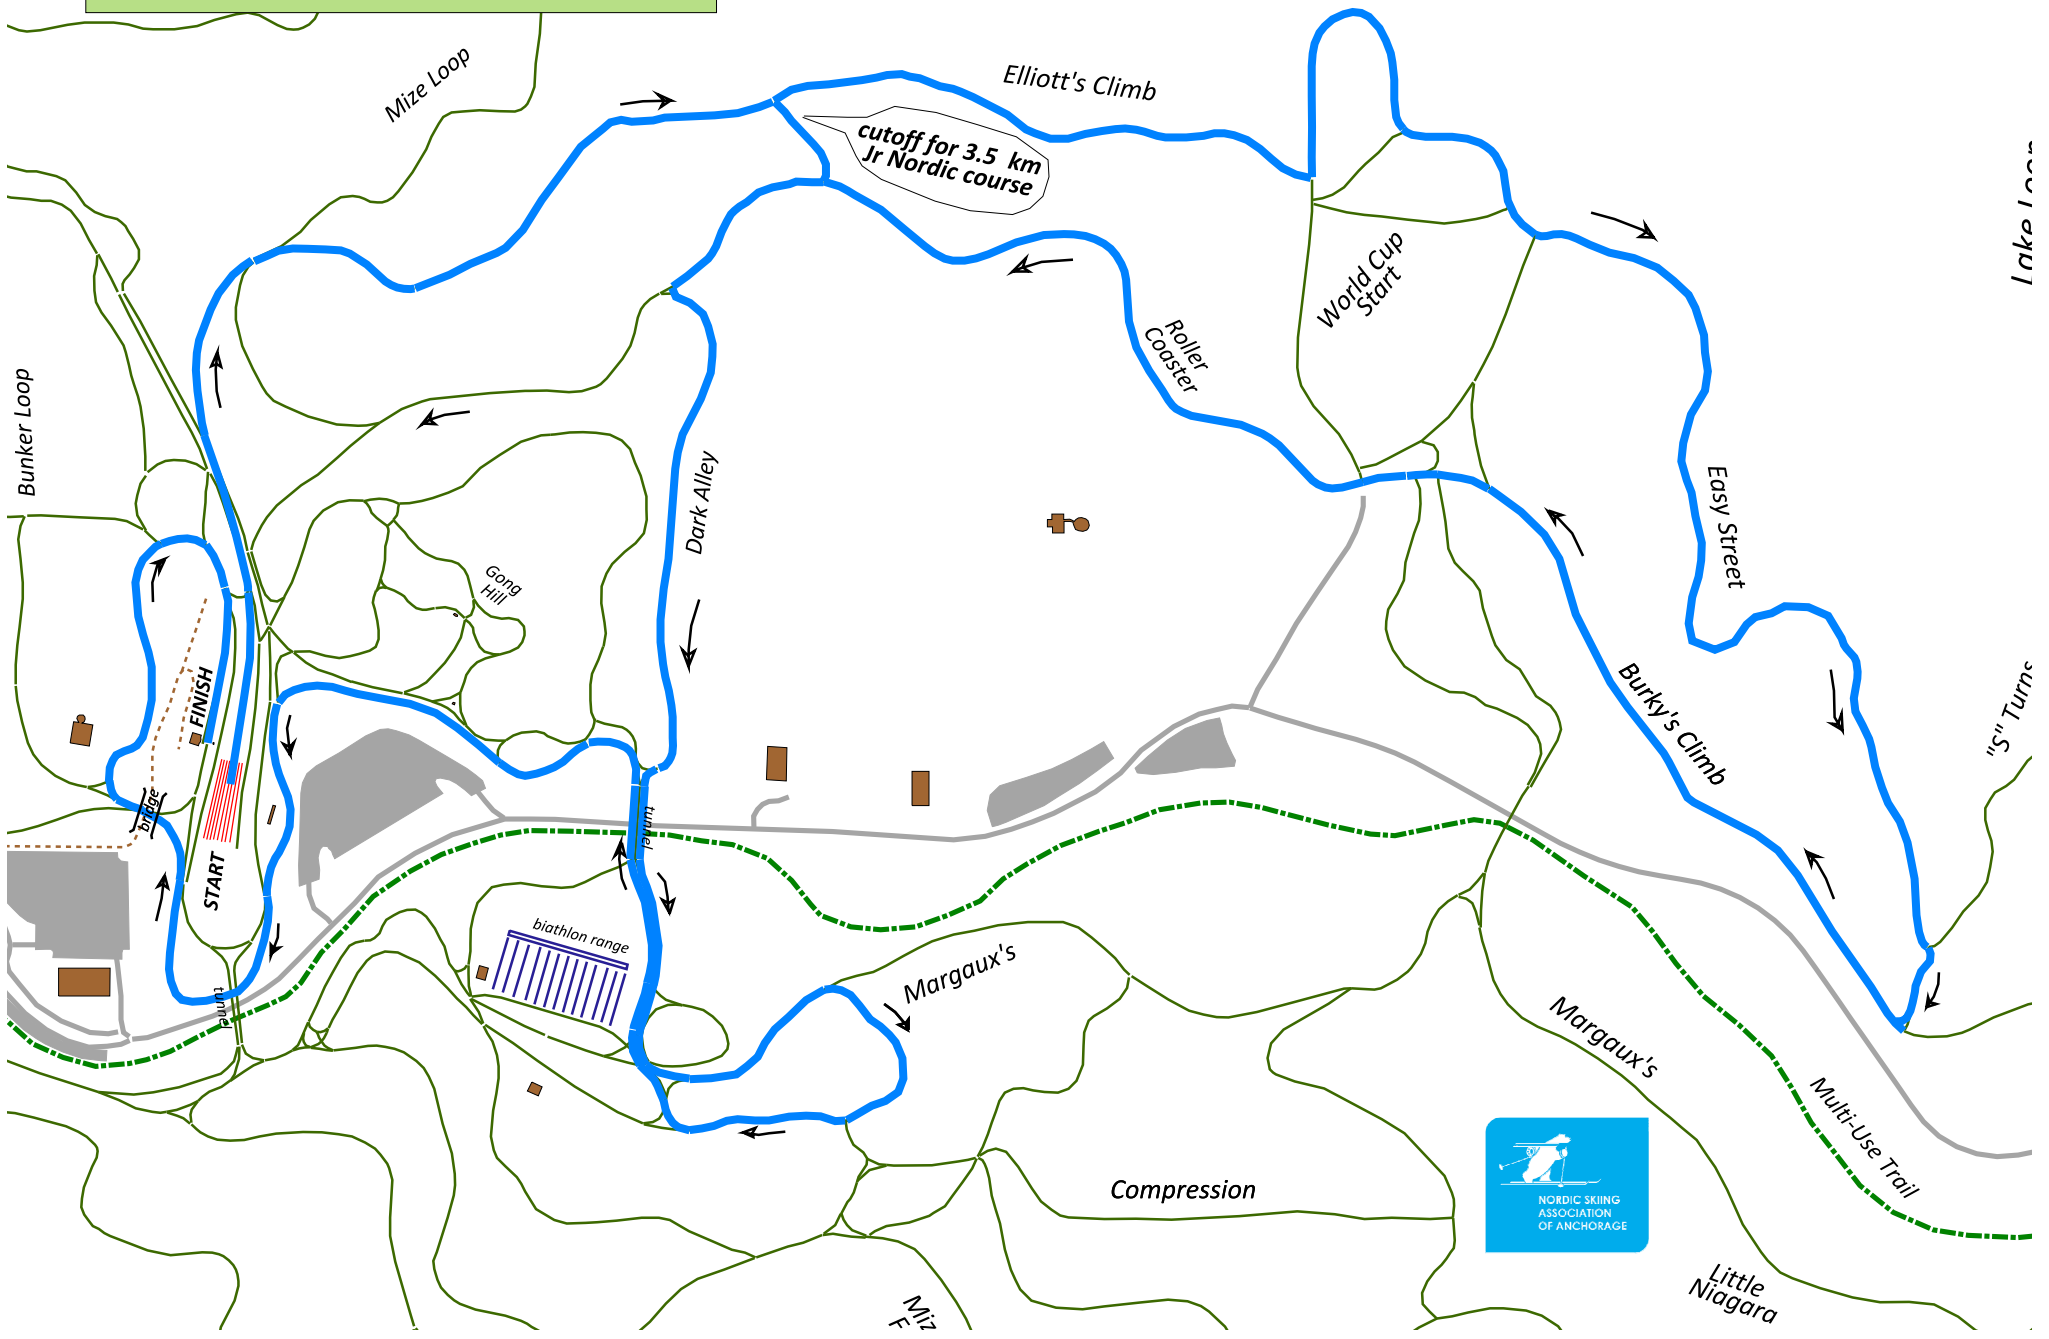 Mize Loop
Elliott's Climb
cutoff for 3.5 km
Jr Nordic course
Lake Loop
World Cup
Start
Roller
Coaster
Bunker Loop
Dark Alley
Easy Street
Gong
Hill
FINISH
Burky's Climb
"S" Turns
bridge
tunnel
START
biathlon range
Margaux's
tunnel
Margaux's
Multi-Use Trail
Compression
NORDIC SKIING
ASSOCIATION
OF ANCHORAGE
Little
Niagara